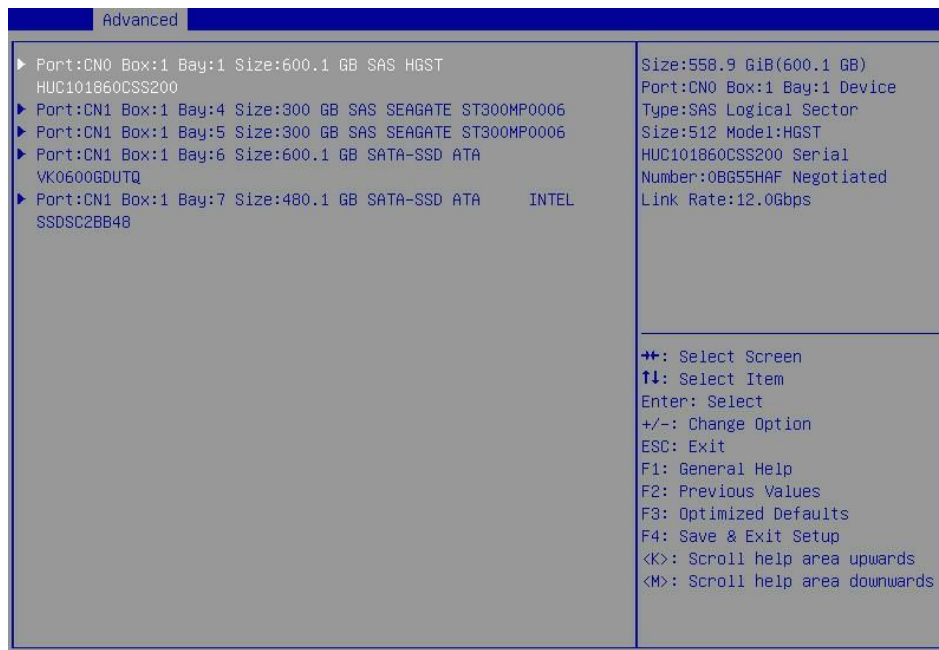 Advanced
Port:CN0 Box:1 Bay:1 Size:600.1 GB SAS HGST
HUC101860CSS200
Port:CN1 Box:1 Bay:4 Size:300 GB SAS SEAGATE ST300MP0006
Port:CN1 Box:1 Bay:5 Size:300 GB SAS SEAGATE ST300MP0006
Port:CN1 Box:1 Bay:6 Size:600.1 GB SATA-SSD ATA
VK0600GDUTQ
Port:CN1 Box:1 Bay:7 Size:480.1 GB SATA-SSD ATA INTEL
SSDSC2BB48
Size:558.9 GiB(600.1 GB)
Port:CN0 Box:1 Bay:1 Device
Type:SAS Logical Sector
Size:512 Model:HGST
HUC101860CSS200 Serial
Number:0BG55HAF Negotiated
Link Rate:12.0Gbps
→←: Select Screen
↑↓: Select Item
Enter: Select
+/-: Change Option
ESC: Exit
F1: General Help
F2: Previous Values
F3: Optimized Defaults
F4: Save & Exit Setup
<K>: Scroll help area upwards
<M>: Scroll help area downwards